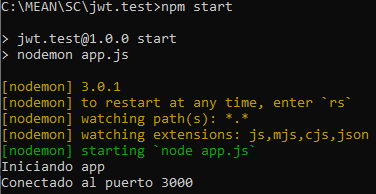 C:\MEAN\SC\jwt.test>npm start
> jwt.test@1.0.0 start
> nodemon app.js
[nodemon] 3.0.1
[nodemon] to restart at any time, enter `rs`
[nodemon] watching path(s): *.*
[nodemon] watching extensions: js,mjs,cjs,json
[nodemon] starting `node app.js`
Iniciando app
Conectado al puerto 3000